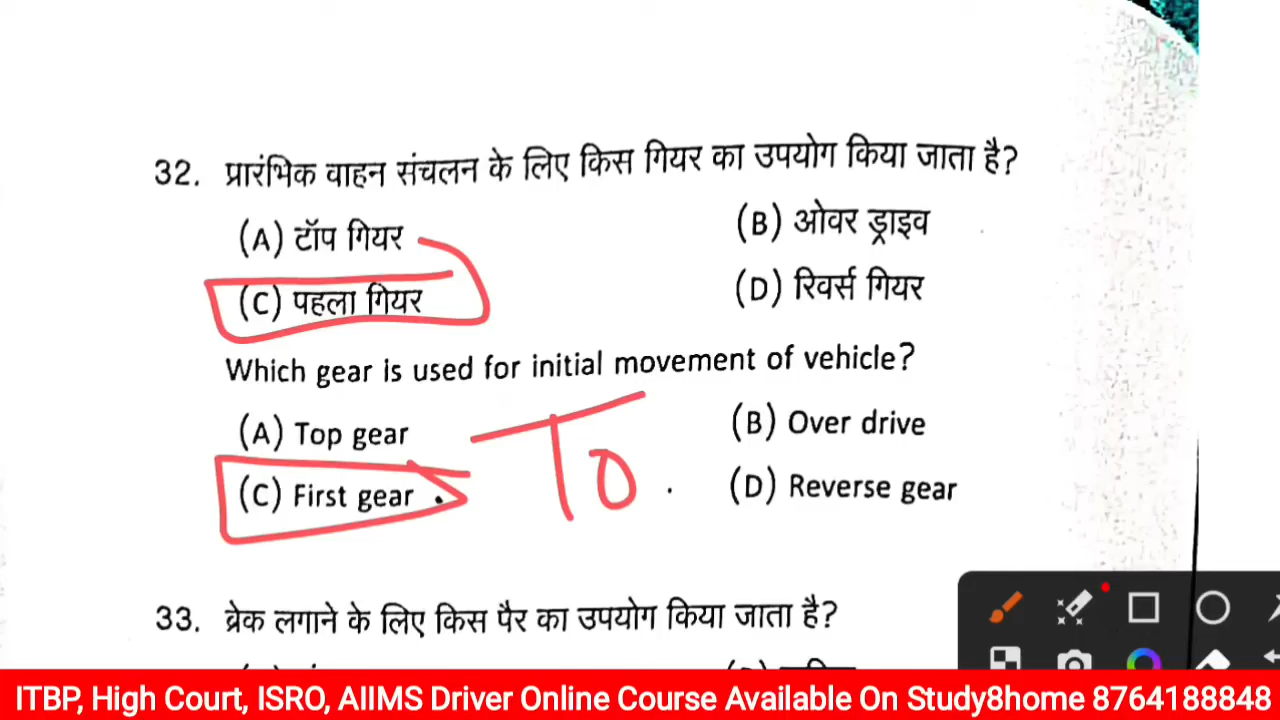 32. प्रारंभिक वाहन संचलन के लिए किस गियर का उपयोग किया जाता है?
(A) टॉप गियर (B) ओवर ड्राइव
(C) पहला गियर (D) रिवर्स गियर
Which gear is used for initial movement of vehicle?
(A) Top gear (B) Over drive
To
(C) First gear (D) Reverse gear
33. ब्रेक लगाने के लिए किस पैर का उपयोग किया जाता है?
ITBP, High Court, ISRO, AIIMS Driver Online Course Available On Study8home 8764188848